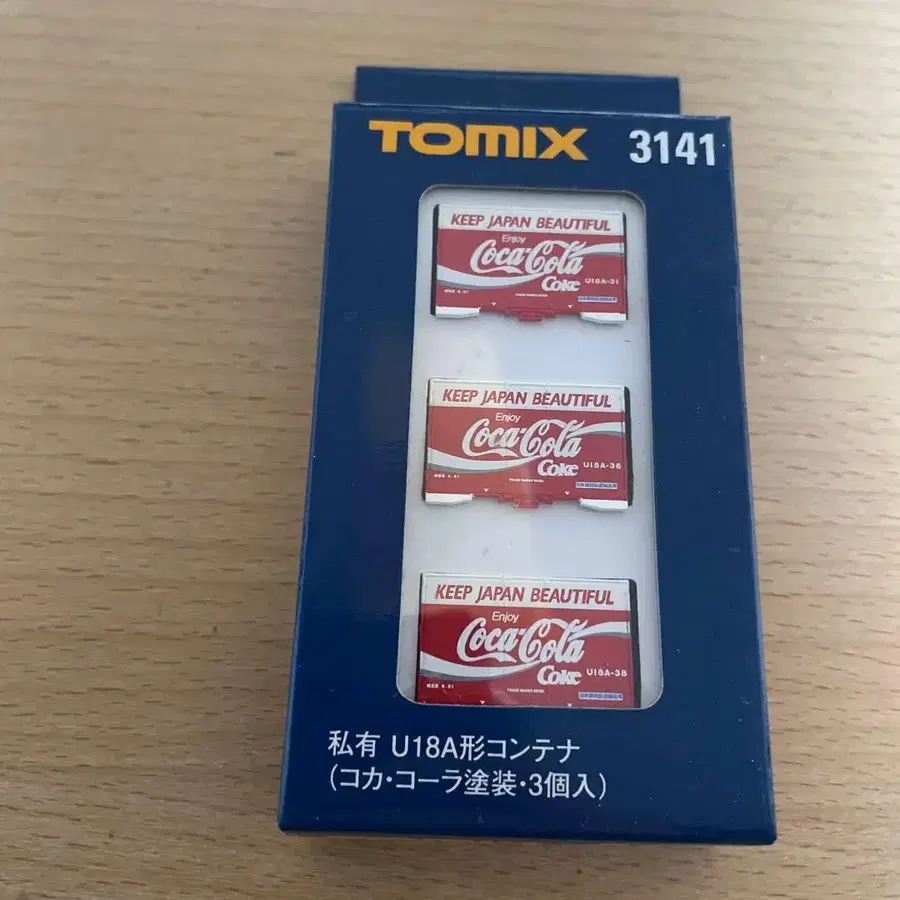 TOMIX 3141
KEEP JAPAN BEAUTIFUL
Enjoy
Coca-Cola
Coke U18A-31
KEEP JAPAN BEAUTIFUL
Enjoy
Coca-Cola
Coke U18A-36
KEEP JAPAN BEAUTIFUL
Enjoy
Coca-Cola
Coke U18A-38
私有 U18A形コンテナ
(コカ・コーラ塗装・3個入)